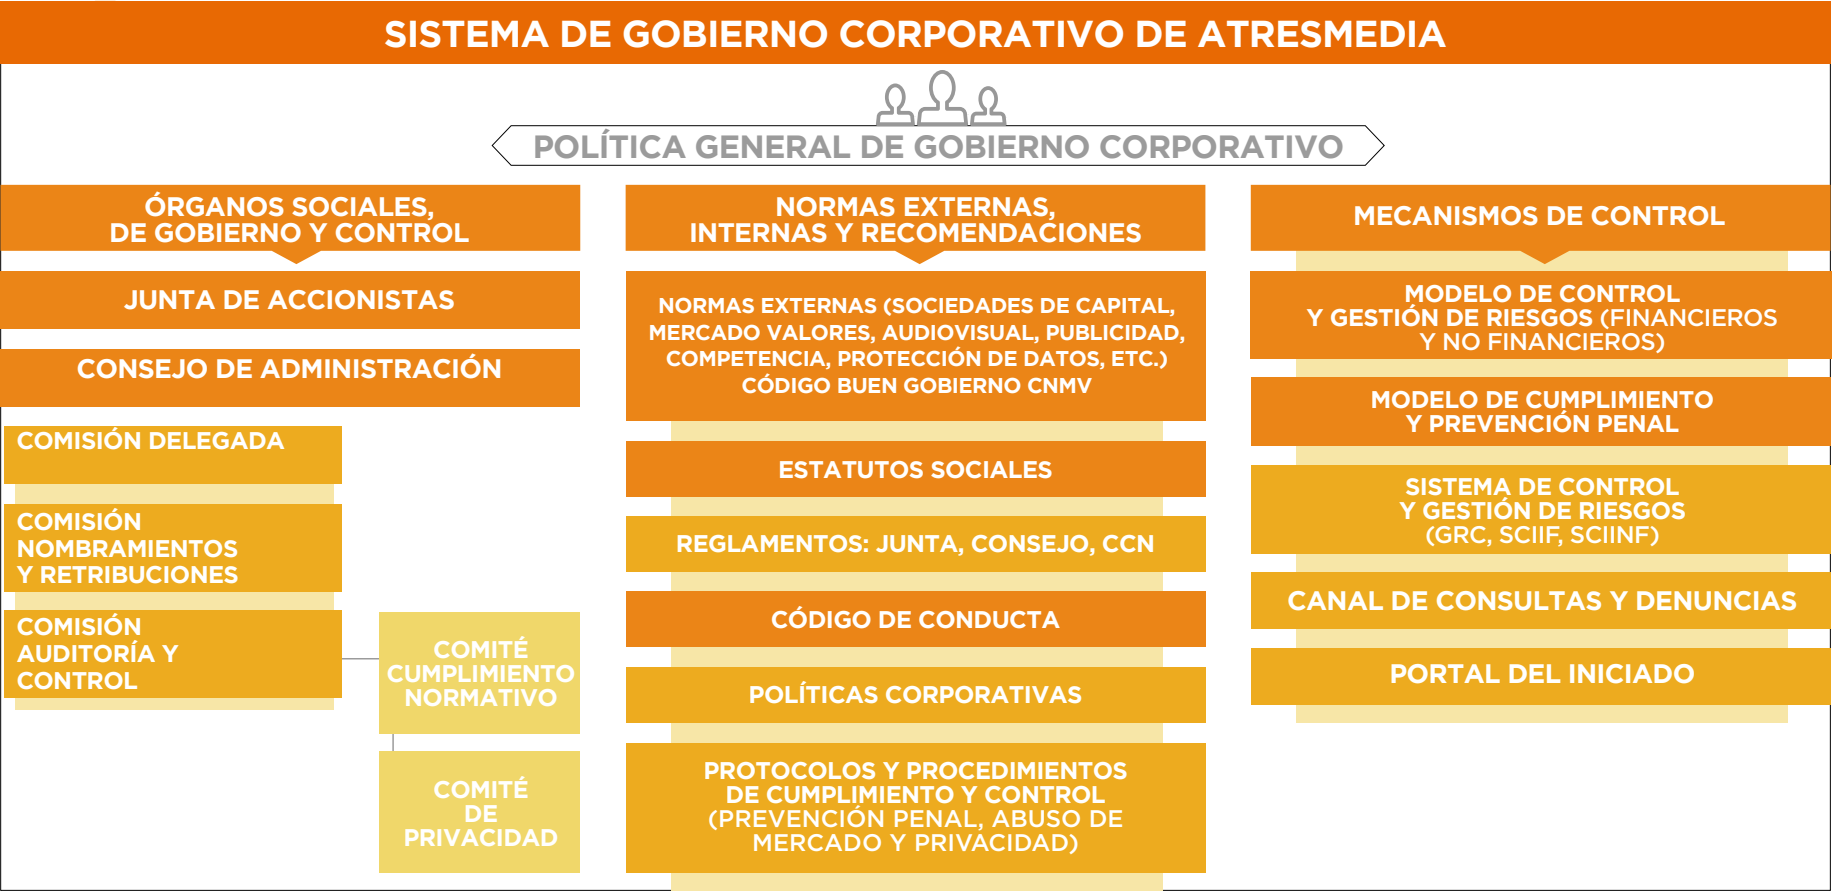 SISTEMA DE GOBIERNO CORPORATIVO DE ATRESMEDIA
POLÍTICA GENERAL DE GOBIERNO CORPORATIVO
ÓRGANOS SOCIALES,
DE GOBIERNO Y CONTROL
JUNTA DE ACCIONISTAS
CONSEJO DE ADMINISTRACIÓN
COMISIÓN DELEGADA
COMISIÓN
NOMBRAMIENTOS
Y RETRIBUCIONES
COMISIÓN
AUDITORÍA Y
CONTROL
COMITÉ
CUMPLIMIENTO
NORMATIVO
COMITÉ
DE
PRIVACIDAD
NORMAS EXTERNAS,
INTERNAS Y RECOMENDACIONES
NORMAS EXTERNAS (SOCIEDADES DE CAPITAL,
MERCADO VALORES, AUDIOVISUAL, PUBLICIDAD,
COMPETENCIA, PROTECCIÓN DE DATOS, ETC.)
CÓDIGO BUEN GOBIERNO CNMV
ESTATUTOS SOCIALES
REGLAMENTOS: JUNTA, CONSEJO, CCN
CÓDIGO DE CONDUCTA
POLÍTICAS CORPORATIVAS
PROTOCOLOS Y PROCEDIMIENTOS
DE CUMPLIMIENTO Y CONTROL
(PREVENCIÓN PENAL, ABUSO DE
MERCADO Y PRIVACIDAD)
MECANISMOS DE CONTROL
MODELO DE CONTROL
Y GESTIÓN DE RIESGOS (FINANCIEROS
Y NO FINANCIEROS)
MODELO DE CUMPLIMIENTO
Y PREVENCIÓN PENAL
SISTEMA DE CONTROL
Y GESTIÓN DE RIESGOS
(GRC, SCIIF, SCIINF)
CANAL DE CONSULTAS Y DENUNCIAS
PORTAL DEL INICIADO